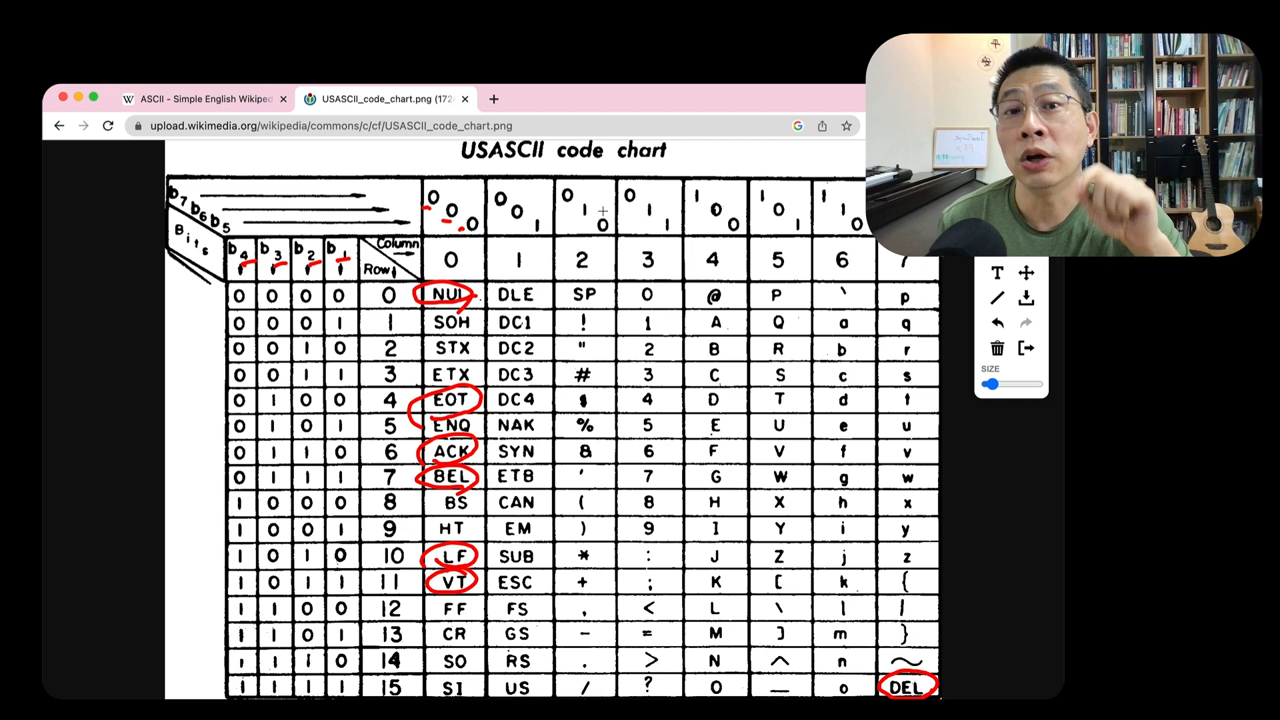 ASCII - Simple English Wikiped
USASCII_code_chart.png (172
upload.wikimedia.org/wikipedia/commons/c/cf/USASCII_code_chart.png
USASCII code chart
b7 b6 b5
Bits
0 0 0 0 0 1 0 1 0 0 1 1 1 0 0 1 0 1 1 1 0
b4 b3 b2 b1 Column Row 0 1 2 3 4 5 6 7
0 0 0 0 0 NUL DLE SP 0 @ P ` p
0 0 0 1 1 SOH DC1 ! 1 A Q a q
0 0 1 0 2 STX DC2 " 2 B R b r
0 0 1 1 3 ETX DC3 # 3 C S c s
0 1 0 0 4 EOT DC4 $ 4 D T d t
0 1 0 1 5 ENQ NAK % 5 E U e u
0 1 1 0 6 ACK SYN & 6 F V f v
0 1 1 1 7 BEL ETB ' 7 G W g w
1 0 0 0 8 BS CAN ( 8 H X h x
1 0 0 1 9 HT EM ) 9 I Y i y
1 0 1 0 10 LF SUB * : J Z j z
1 0 1 1 11 VT ESC + ; K [ k {
1 1 0 0 12 FF FS , < L \ l |
1 1 0 1 13 CR GS - = M ] m }
1 1 1 0 14 SO RS . > N ^ n ~
1 1 1 1 15 SI US / ? O _ o DEL
T
SIZE